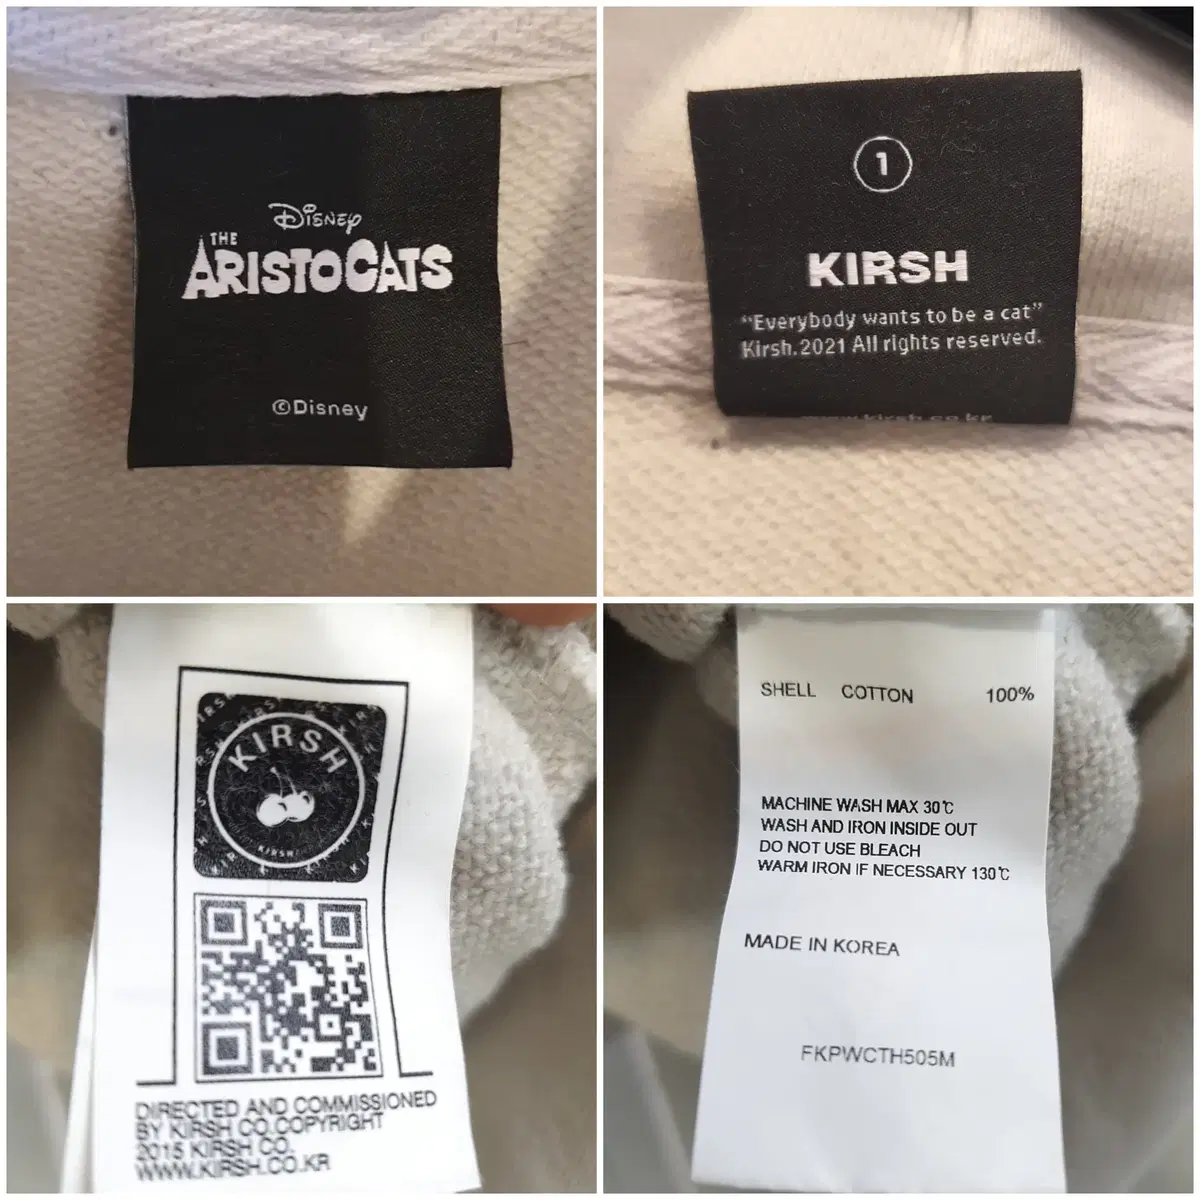 Disney
THE
ARISTOCATS
©Disney
1
KIRSH
“Everybody wants to be a cat”
Kirsh.2021 All rights reserved.
www.kirsh.co.kr
KIRSH
SHELL COTTON 100%
MACHINE WASH MAX 30℃
WASH AND IRON INSIDE OUT
DO NOT USE BLEACH
WARM IRON IF NECESSARY 130℃
MADE IN KOREA
FKPWCTH505M
DIRECTED AND COMMISSIONED
BY KIRSH CO.COPYRIGHT
2015 KIRSH CO.
WWW.KIRSH.CO.KR